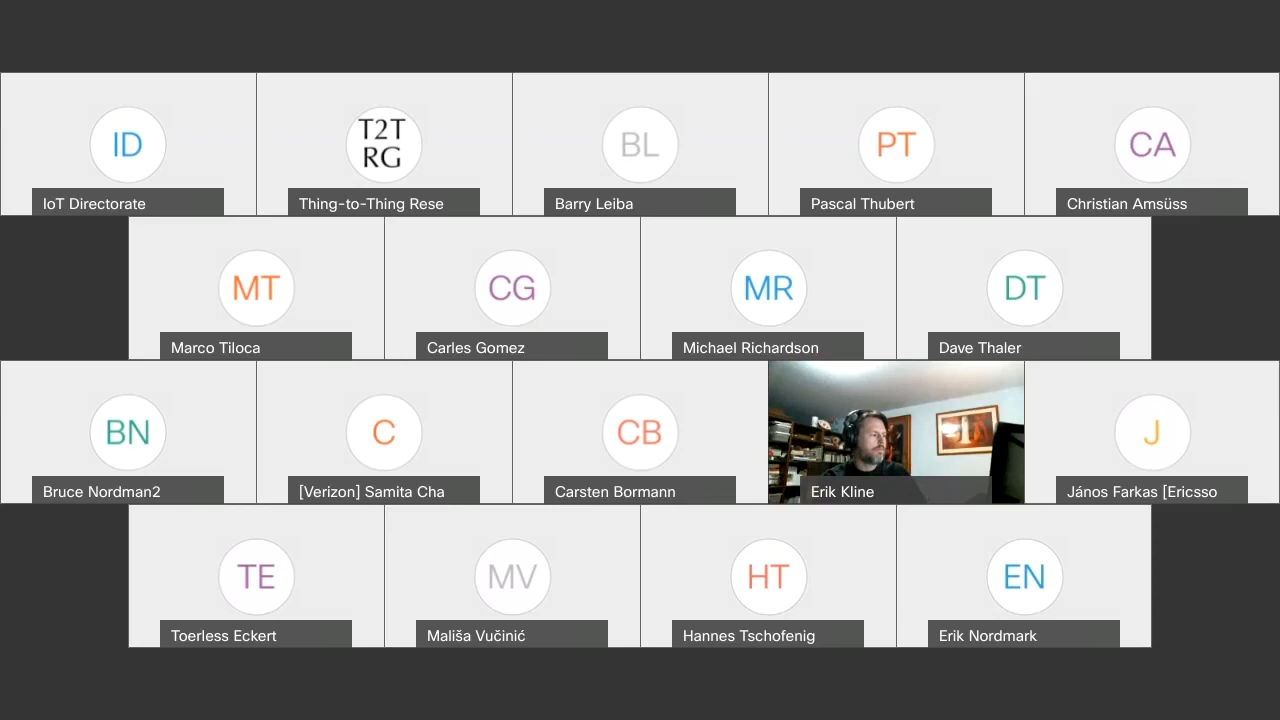 ID
IoT Directorate
T2T
RG
Thing-to-Thing Rese
BL
Barry Leiba
PT
Pascal Thubert
CA
Christian Amsüss
MT
Marco Tiloca
CG
Carles Gomez
MR
Michael Richardson
DT
Dave Thaler
BN
Bruce Nordman2
C
[Verizon] Samita Cha
CB
Carsten Bormann
Erik Kline
J
János Farkas [Ericsso
TE
Toerless Eckert
MV
Mališa Vučinić
HT
Hannes Tschofenig
EN
Erik Nordmark